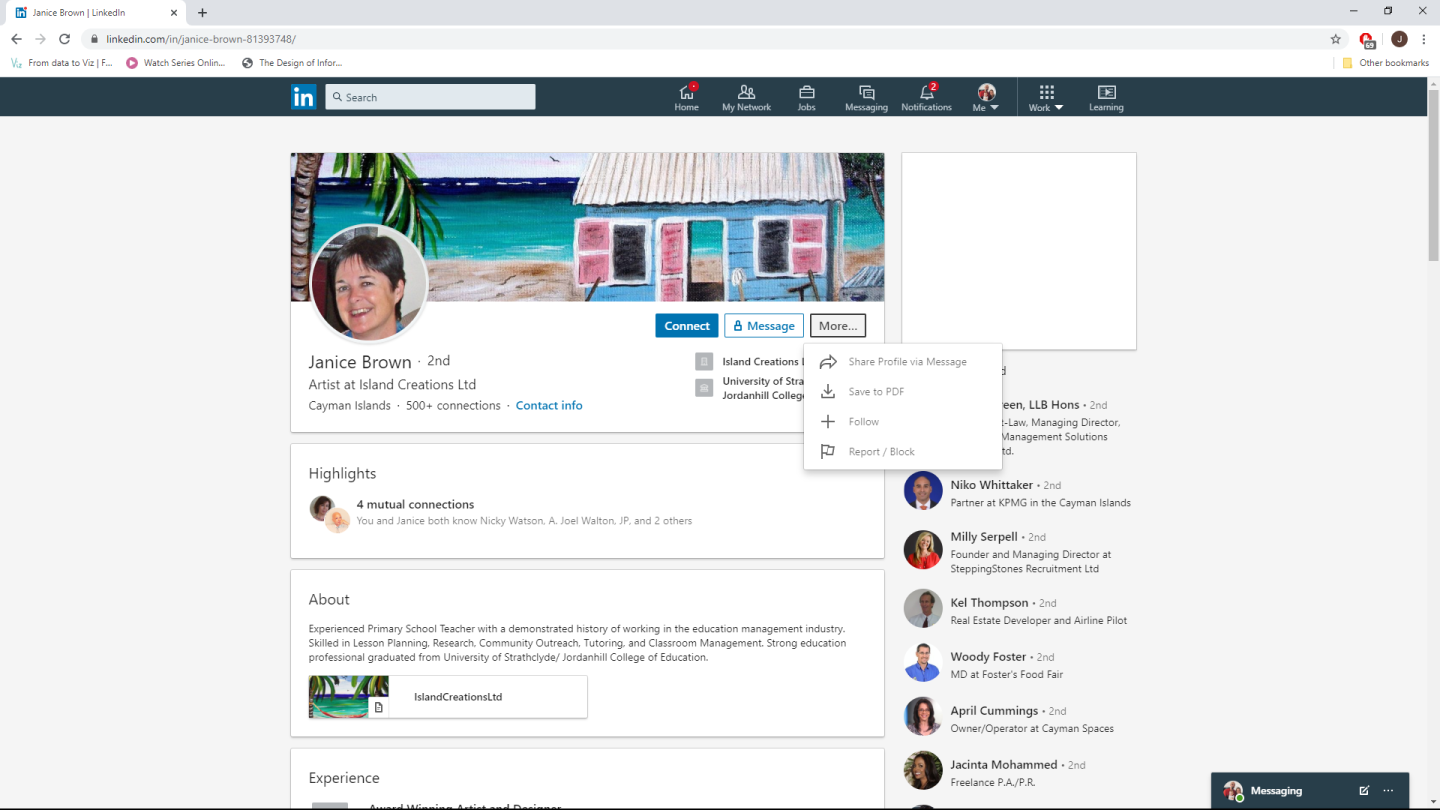 Janice Brown | LinkedIn
linkedin.com/in/janice-brown-81393748/
69
J
From data to Viz | F...
Watch Series Onlin...
The Design of Infor...
Other bookmarks
in
Search
Home
My Network
Jobs
Messaging
2
Notifications
Me
Work
Learning
Connect
Message
More...
Janice Brown · 2nd
Artist at Island Creations Ltd
Cayman Islands · 500+ connections · Contact info
Island Creations
University of Stra
Jordanhill College
Share Profile via Message
Save to PDF
Follow
Report / Block
Highlights
4 mutual connections
You and Janice both know Nicky Watson, A. Joel Walton, JP, and 2 others
About
Experienced Primary School Teacher with a demonstrated history of working in the education management industry.
Skilled in Lesson Planning, Research, Community Outreach, Tutoring, and Classroom Management. Strong education
professional graduated from University of Strathclyde/ Jordanhill College of Education.
IslandCreationsLtd
Experience
Award Winning Artist and Designer
d
een, LLB Hons • 2nd
t-Law, Managing Director,
Management Solutions
td.
Niko Whittaker • 2nd
Partner at KPMG in the Cayman Islands
Milly Serpell • 2nd
Founder and Managing Director at
SteppingStones Recruitment Ltd
Kel Thompson • 2nd
Real Estate Developer and Airline Pilot
Woody Foster • 2nd
MD at Foster's Food Fair
April Cummings • 2nd
Owner/Operator at Cayman Spaces
Jacinta Mohammed • 2nd
Freelance P.A./P.R.
Messaging